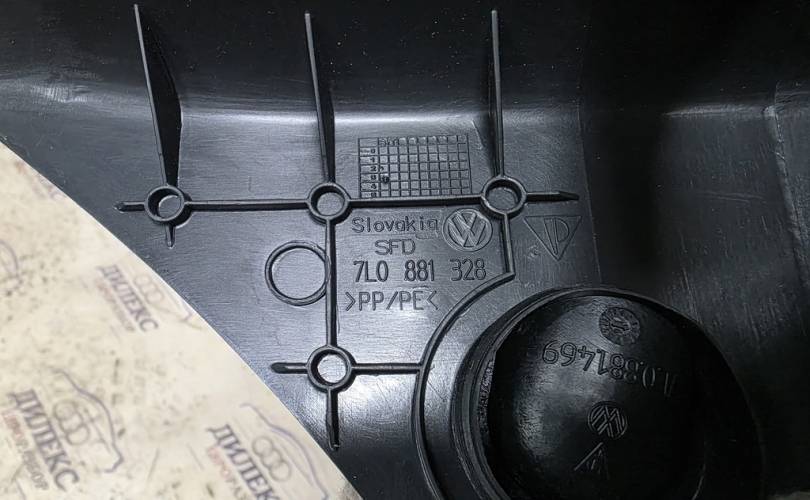 Slovakia
SFD
7L0 881 328
>PP/PE<
7L0881469
ДИЛЕКС
ДИЛЕКС
ДИЛЕКС